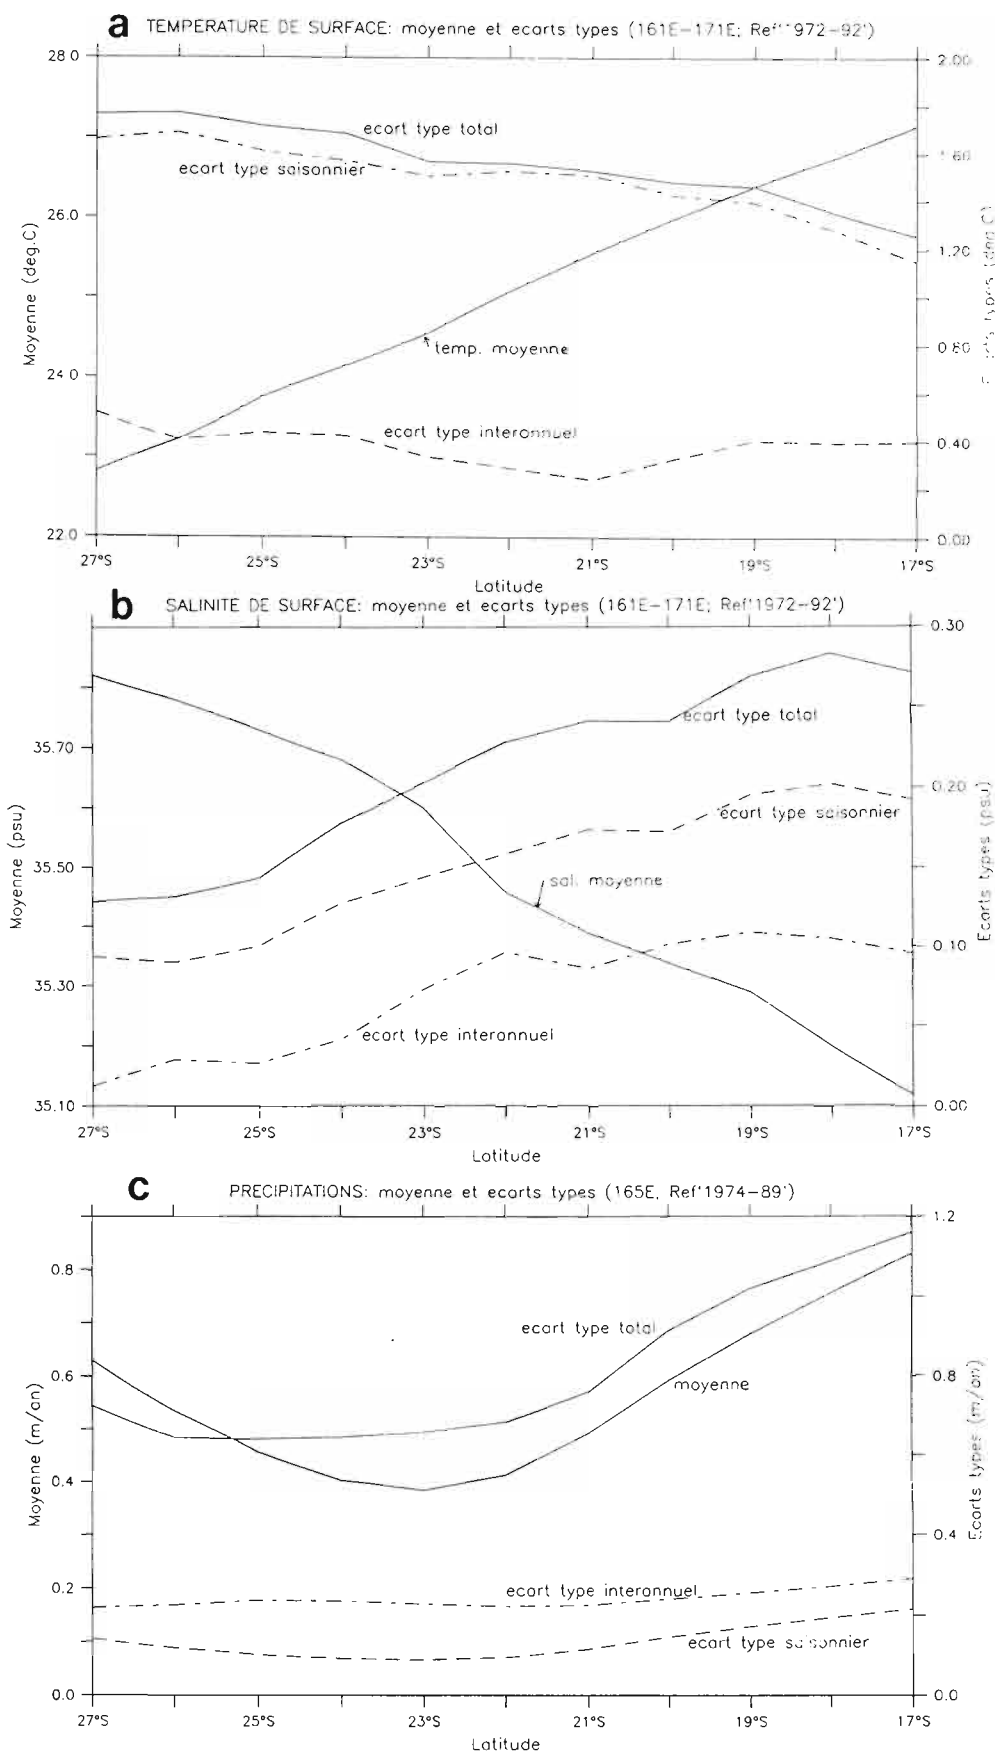 a TEMPERATURE DE SURFACE: moyenne et ecarts types (161E-171E; Ref'1972-92')
28.0
26.0
24.0
22.0
Moyenne (deg.C)
2.00
1.60
1.20
0.80
0.40
0.00
types (deg C)
ecart type total
ecart type saisonnier
temp. moyenne
ecart type interannuel
27°S 25°S 23°S 21°S 19°S 17°S
Latitude
b SALINITE DE SURFACE: moyenne et ecarts types (161E-171E; Ref'1972-92')
35.70
35.50
35.30
35.10
Moyenne (psu)
0.30
0.20
0.10
0.00
Ecarts types (psu)
ecart type total
ecart type saisonnier
sal. moyenne
ecart type interannuel
27°S 25°S 23°S 21°S 19°S 17°S
Latitude
c PRECIPITATIONS: moyenne et ecarts types (165E, Ref'1974-89')
0.8
0.6
0.4
0.2
0.0
Moyenne (m/an)
1.2
0.8
0.4
0.0
Ecarts types (m/an)
ecart type total
moyenne
ecart type interannuel
ecart type saisonnier
27°S 25°S 23°S 21°S 19°S 17°S
Latitude